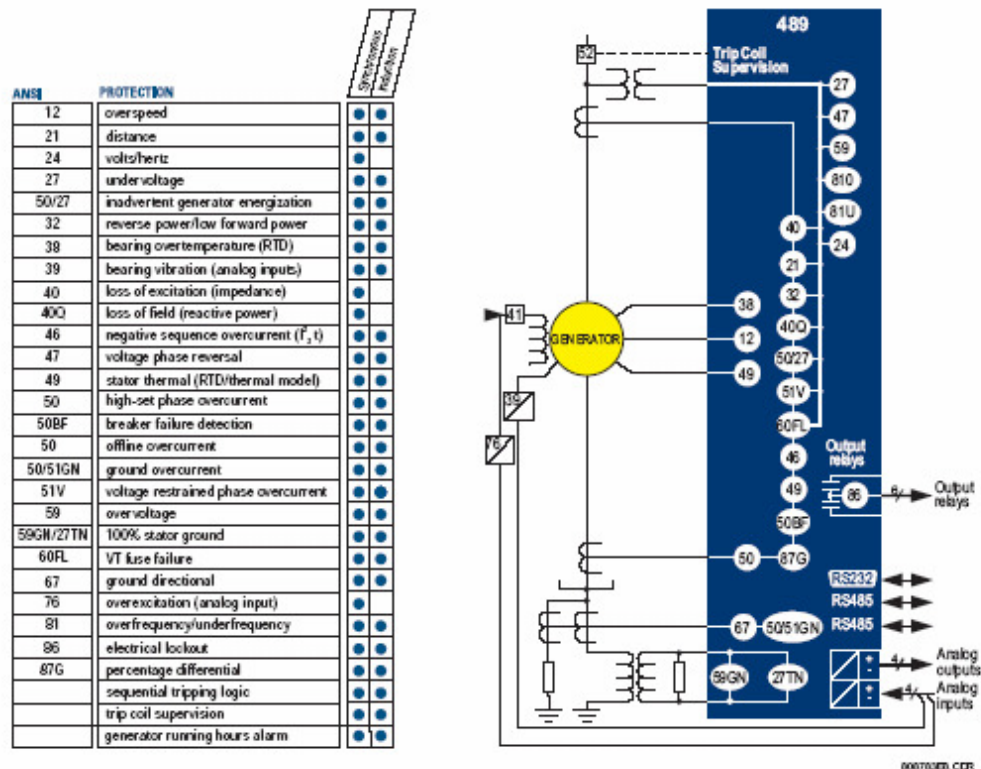 Synchronous
Induction
ANSI PROTECTION
12 overspeed
21 distance
24 volts/hertz
27 undervoltage
50/27 inadvertent generator energization
32 reverse power/low forward power
38 bearing overtemperature (RTD)
39 bearing vibration (analog inputs)
40 loss of excitation (impedance)
40Q loss of field (reactive power)
46 negative sequence overcurrent (I²₂t)
47 voltage phase reversal
49 stator thermal (RTD/thermal model)
50 high-set phase overcurrent
50BF breaker failure detection
50 offline overcurrent
50/51GN ground overcurrent
51V voltage restrained phase overcurrent
59 overvoltage
59GN/27TN 100% stator ground
60FL VT fuse failure
67 ground directional
76 overexcitation (analog input)
81 overfrequency/underfrequency
86 electrical lockout
87G percentage differential
sequential tripping logic
trip coil supervision
generator running hours alarm
489
52
Trip Coil
Supervision
27
47
59
81O
81U
24
40
21
32
40Q
50/27
51V
60FL
46
49
50BF
87G
50
38
12
49
41
GENERATOR
39
76
Output
relays
86
6
Output
relays
RS232
RS485
RS485
67
50/51GN
59GN
27TN
4
Analog
outputs
4
Analog
inputs